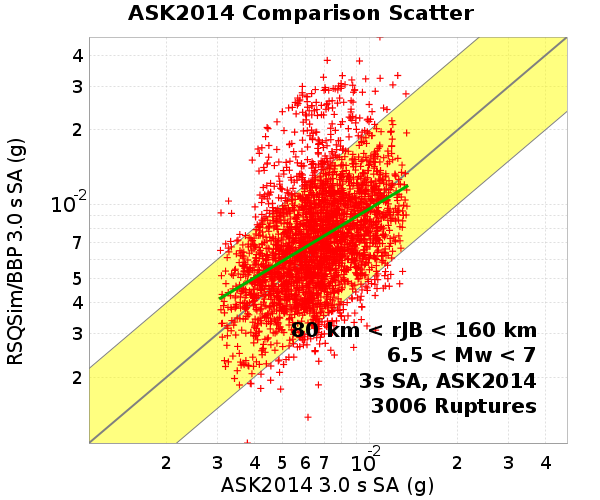 ASK2014 Comparison Scatter
RSQSim/BBP 3.0 s SA (g)
4
3
2
10-2
7
5
4
3
2
80 km < rJB < 160 km
6.5 < Mw < 7
3s SA, ASK2014
3006 Ruptures
2 3 4 5 6 7 10-2 2 3 4
ASK2014 3.0 s SA (g)